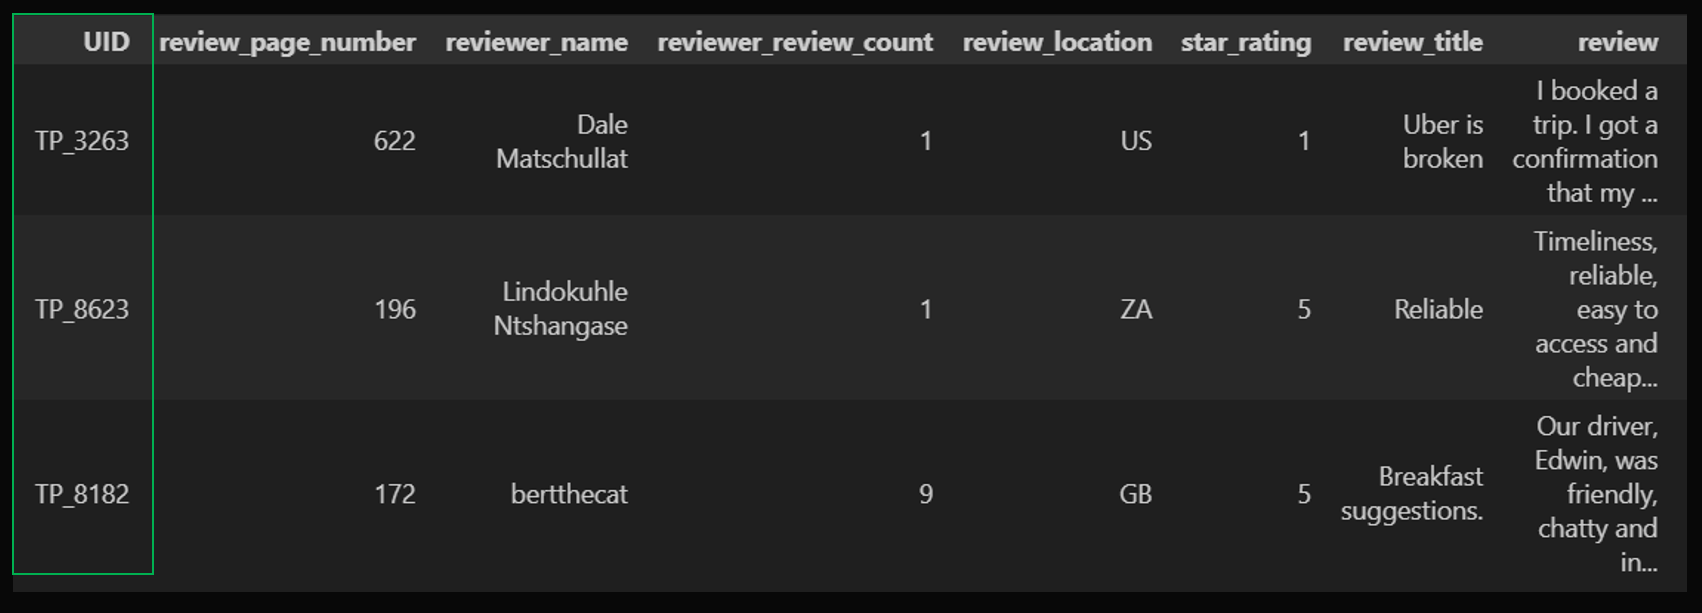 UID review_page_number reviewer_name reviewer_review_count review_location star_rating review_title review
TP_3263 622 Dale Matschullat 1 US 1 Uber is broken I booked a trip. I got a confirmation that my ...
TP_8623 196 Lindokuhle Ntshangase 1 ZA 5 Reliable Timeliness, reliable, easy to access and cheap...
TP_8182 172 bertthecat 9 GB 5 Breakfast suggestions. Our driver, Edwin, was friendly, chatty and in...